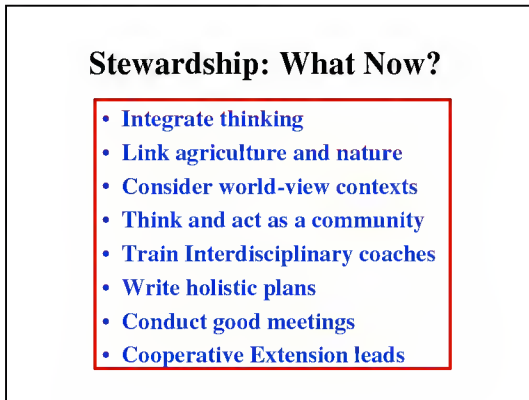 Stewardship: What Now?
• Integrate thinking
• Link agriculture and nature
• Consider world-view contexts
• Think and act as a community
• Train Interdisciplinary coaches
• Write holistic plans
• Conduct good meetings
• Cooperative Extension leads